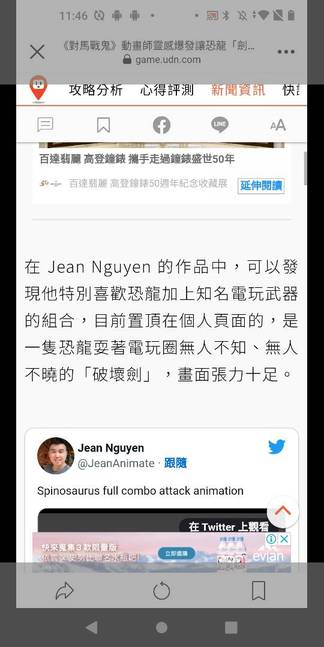 11:46
《對馬戰鬼》動畫師靈感爆發讓恐龍「劍...
game.udn.com
攻略分析 心得評測 新聞資訊 快
AA
百達翡麗 高登鐘錶 攜手走過鐘錶盛世50年
百達翡麗 高登鐘錶50週年紀念收藏展 延伸閱讀
在 Jean Nguyen 的作品中，可以發
現他特別喜歡恐龍加上知名電玩武器
的組合，目前置頂在個人頁面的，是
一隻恐龍耍著電玩圈無人不知、無人
不曉的「破壞劍」，畫面張力十足。
Jean Nguyen
@JeanAnimate · 跟隨
Spinosaurus full combo attack animation
在 Twitter 上觀看
快來蒐集3款限量版
立即選購
evian